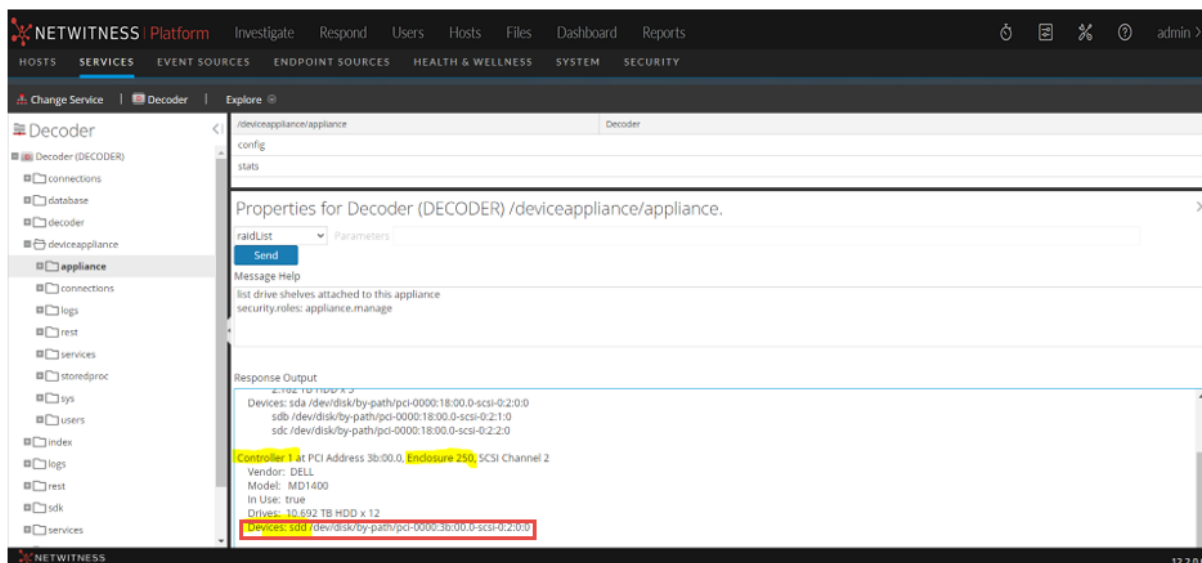 NETWITNESS Platform Investigate Respond Users Hosts Files Dashboard Reports admin >
HOSTS SERVICES EVENT SOURCES ENDPOINT SOURCES HEALTH & WELLNESS SYSTEM SECURITY
Change Service | Decoder | Explore
Decoder
Decoder (DECODER)
connections
database
decoder
deviceappliance
appliance
connections
logs
rest
services
storedproc
sys
users
index
logs
rest
sdk
services
/deviceappliance/appliance Decoder
config
stats
Properties for Decoder (DECODER) /deviceappliance/appliance.
raidList Parameters
Send
Message Help
list drive shelves attached to this appliance
security.roles: appliance.manage
Response Output
Devices: sda /dev/disk/by-path/pci-0000:18:00.0-scsi-0:2:0:0
sdb /dev/disk/by-path/pci-0000:18:00.0-scsi-0:2:1:0
sdc /dev/disk/by-path/pci-0000:18:00.0-scsi-0:2:2:0
Controller 1 at PCI Address 3b:00.0, Enclosure 250, SCSI Channel 2
Vendor: DELL
Model: MD1400
In Use: true
Drives: 10.692 TB HDD x 12
Devices: sdd /dev/disk/by-path/pci-0000:3b:00.0-scsi-0:2:0:0
NETWITNESS